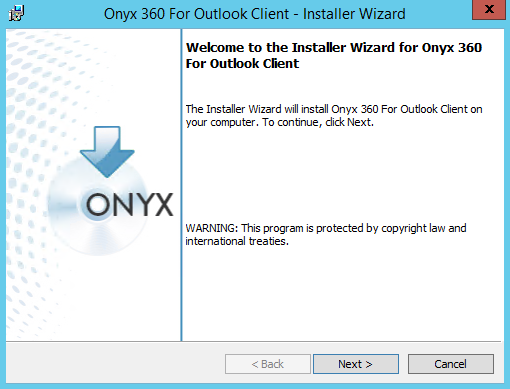 Onyx 360 For Outlook Client - Installer Wizard
x
Welcome to the Installer Wizard for Onyx 360
For Outlook Client
The Installer Wizard will install Onyx 360 For Outlook Client on
your computer. To continue, click Next.
ONYX
WARNING: This program is protected by copyright law and
international treaties.
< Back
Next >
Cancel